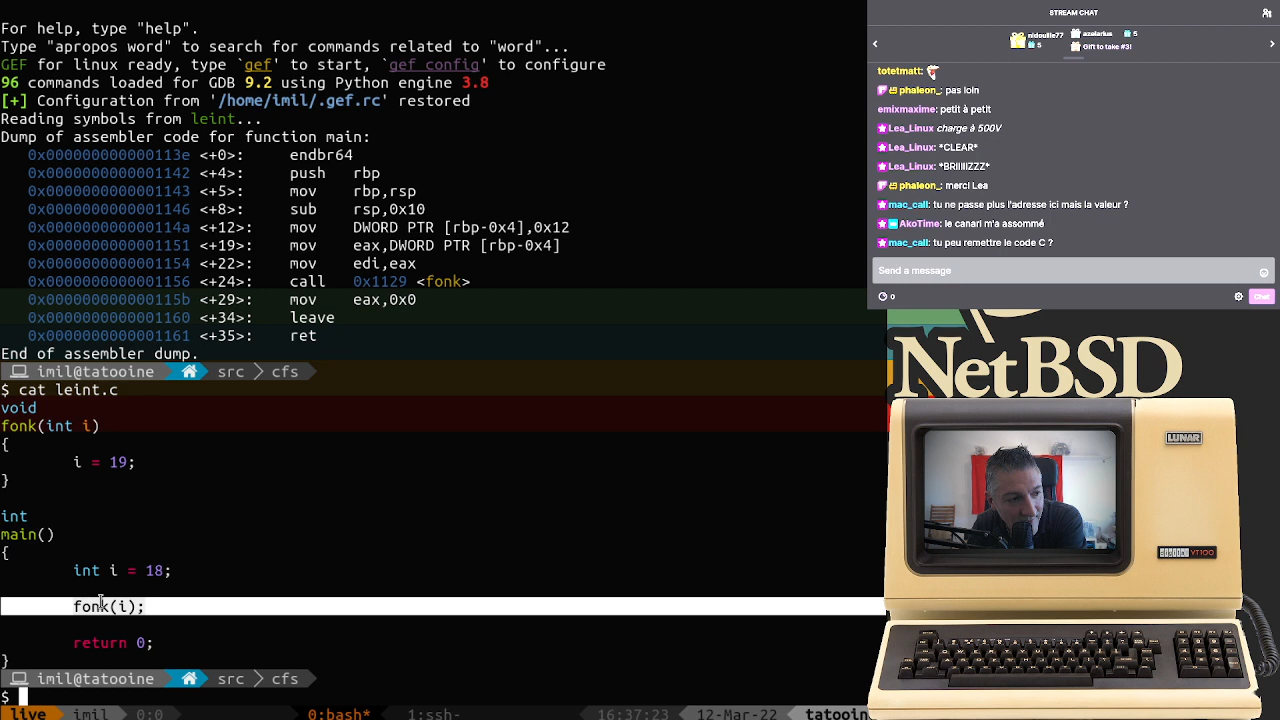 For help, type "help".
Type "apropos word" to search for commands related to "word"...
GEF for linux ready, type `gef' to start, `gef config' to configure
96 commands loaded for GDB 9.2 using Python engine 3.8
[+] Configuration from '/home/imil/.gef.rc' restored
Reading symbols from leint...
Dump of assembler code for function main:
0x000000000000113e <+0>: endbr64
0x0000000000001142 <+4>: push rbp
0x0000000000001143 <+5>: mov rbp,rsp
0x0000000000001146 <+8>: sub rsp,0x10
0x000000000000114a <+12>: mov DWORD PTR [rbp-0x4],0x12
0x0000000000001151 <+19>: mov eax,DWORD PTR [rbp-0x4]
0x0000000000001154 <+22>: mov edi,eax
0x0000000000001156 <+24>: call 0x1129 <fonk>
0x000000000000115b <+29>: mov eax,0x0
0x0000000000001160 <+34>: leave
0x0000000000001161 <+35>: ret
End of assembler dump.
imil@tatooine src cfs
$ cat leint.c
void
fonk(int i)
{
i = 19;
}
int
main()
{
int i = 18;
fonk(i);
return 0;
}
imil@tatooine src cfs
$
live imil 0:0 0:bash* 1:ssh- 16:37:23 12-Mar-22 tatooin
STREAM CHAT
nidouille77 5
azelarius 5
Gift to take #3!
totetmatt:
phaleon_: pas loin
emixmaxime: petit à petit
Lea_Linux charge à 500V
Lea_Linux: *CLEAR*
Lea_Linux: *BRIIIIZZZ*
phaleon_: merci Lea
mac_call: tu ne passe plus l'adresse ici mais la valeur ?
AkoTime: le canari m'a assommé
mac_call: tu peu remettre le code C ?
Send a message
0
Chat
NetBSD
LUNAR
digilia YT100